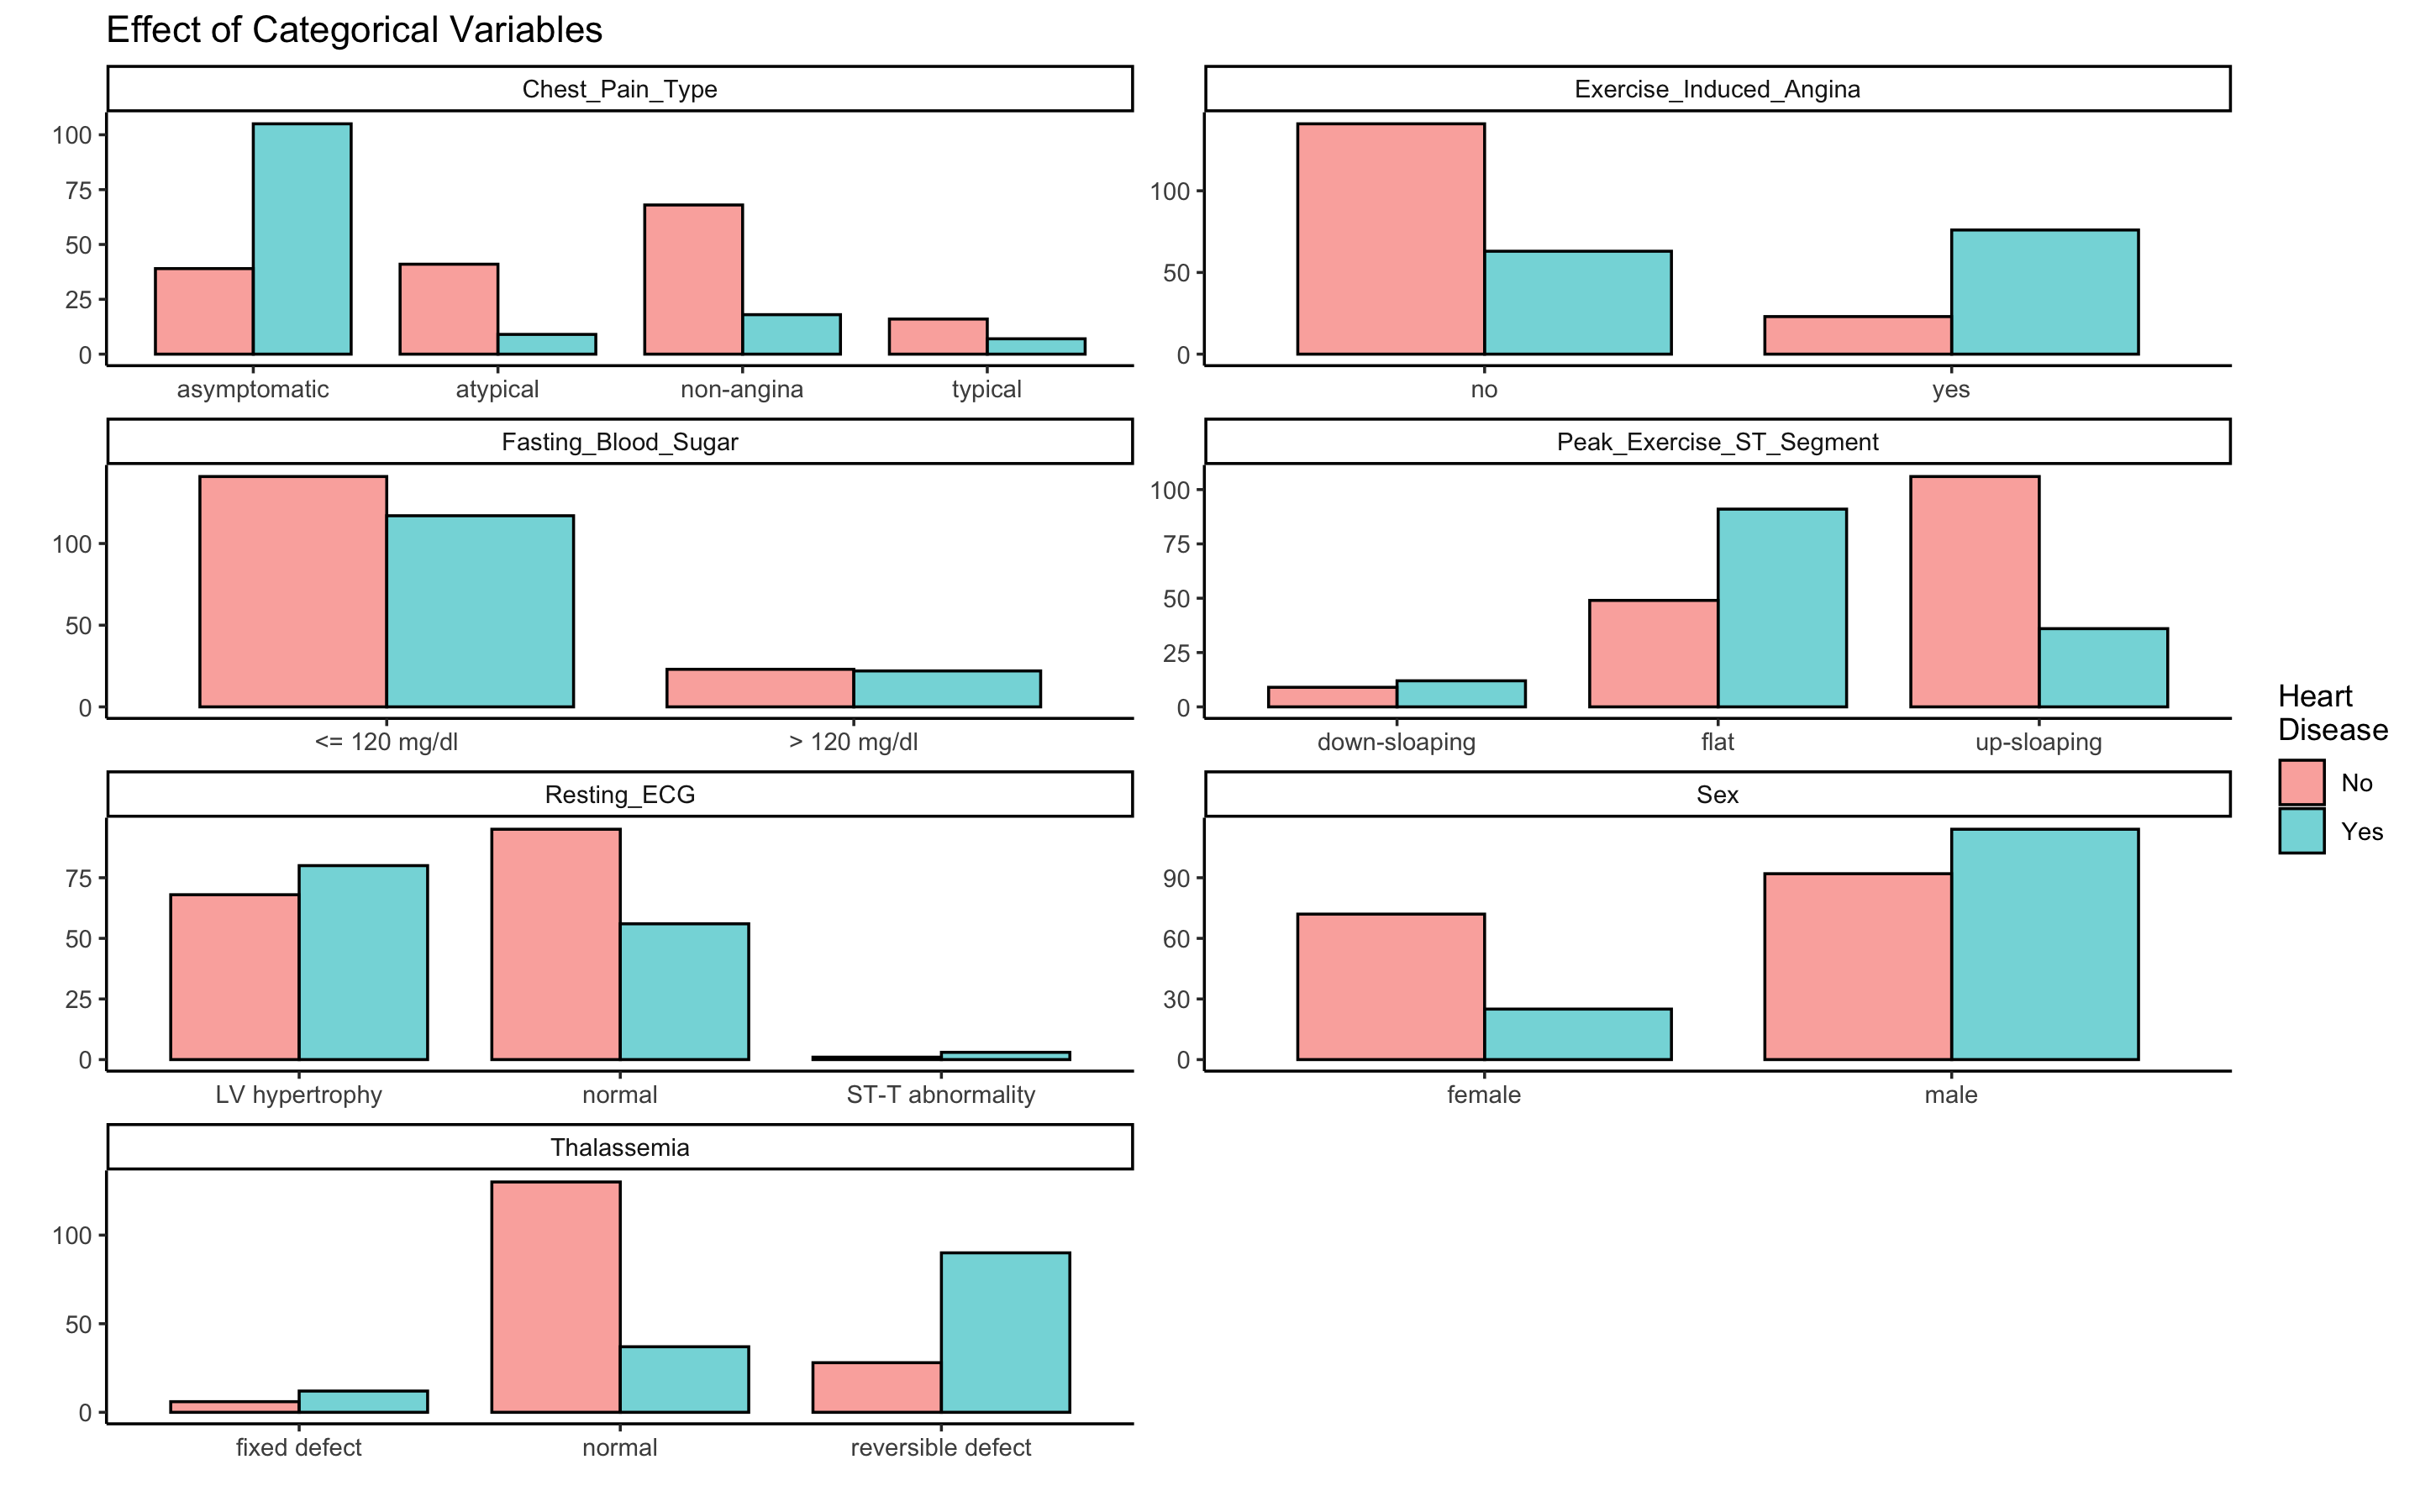 Effect of Categorical Variables
Chest_Pain_Type
100
75
50
25
0
asymptomatic
atypical
non-angina
typical
Exercise_Induced_Angina
100
50
0
no
yes
Fasting_Blood_Sugar
100
50
0
<= 120 mg/dl
> 120 mg/dl
Peak_Exercise_ST_Segment
100
75
50
25
0
down-sloaping
flat
up-sloaping
Resting_ECG
75
50
25
0
LV hypertrophy
normal
ST-T abnormality
Sex
90
60
30
0
female
male
Thalassemia
100
50
0
fixed defect
normal
reversible defect
Heart
Disease
No
Yes